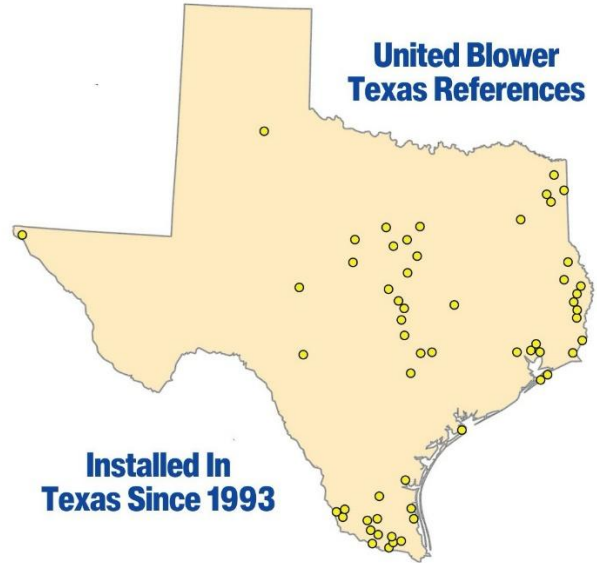 United Blower
Texas References
Installed In
Texas Since 1993